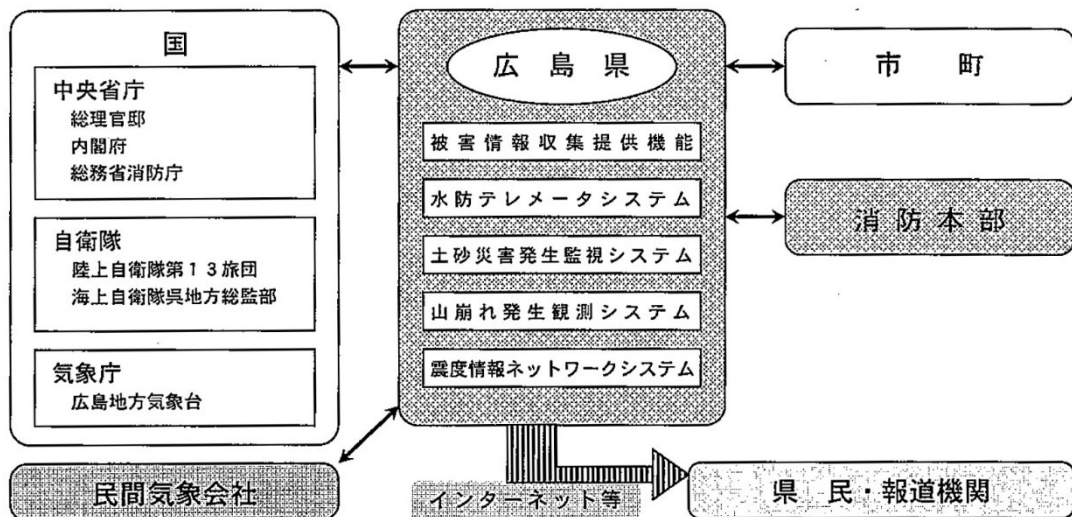 国
中央省庁
総理官邸
内閣府
総務省消防庁
自衛隊
陸上自衛隊第13旅団
海上自衛隊呉地方総監部
気象庁
広島地方気象台
民間気象会社
広島県
被害情報収集提供機能
水防テレメータシステム
土砂災害発生監視システム
山崩れ発生観測システム
震度情報ネットワークシステム
インターネット等
市町
消防本部
県民・報道機関